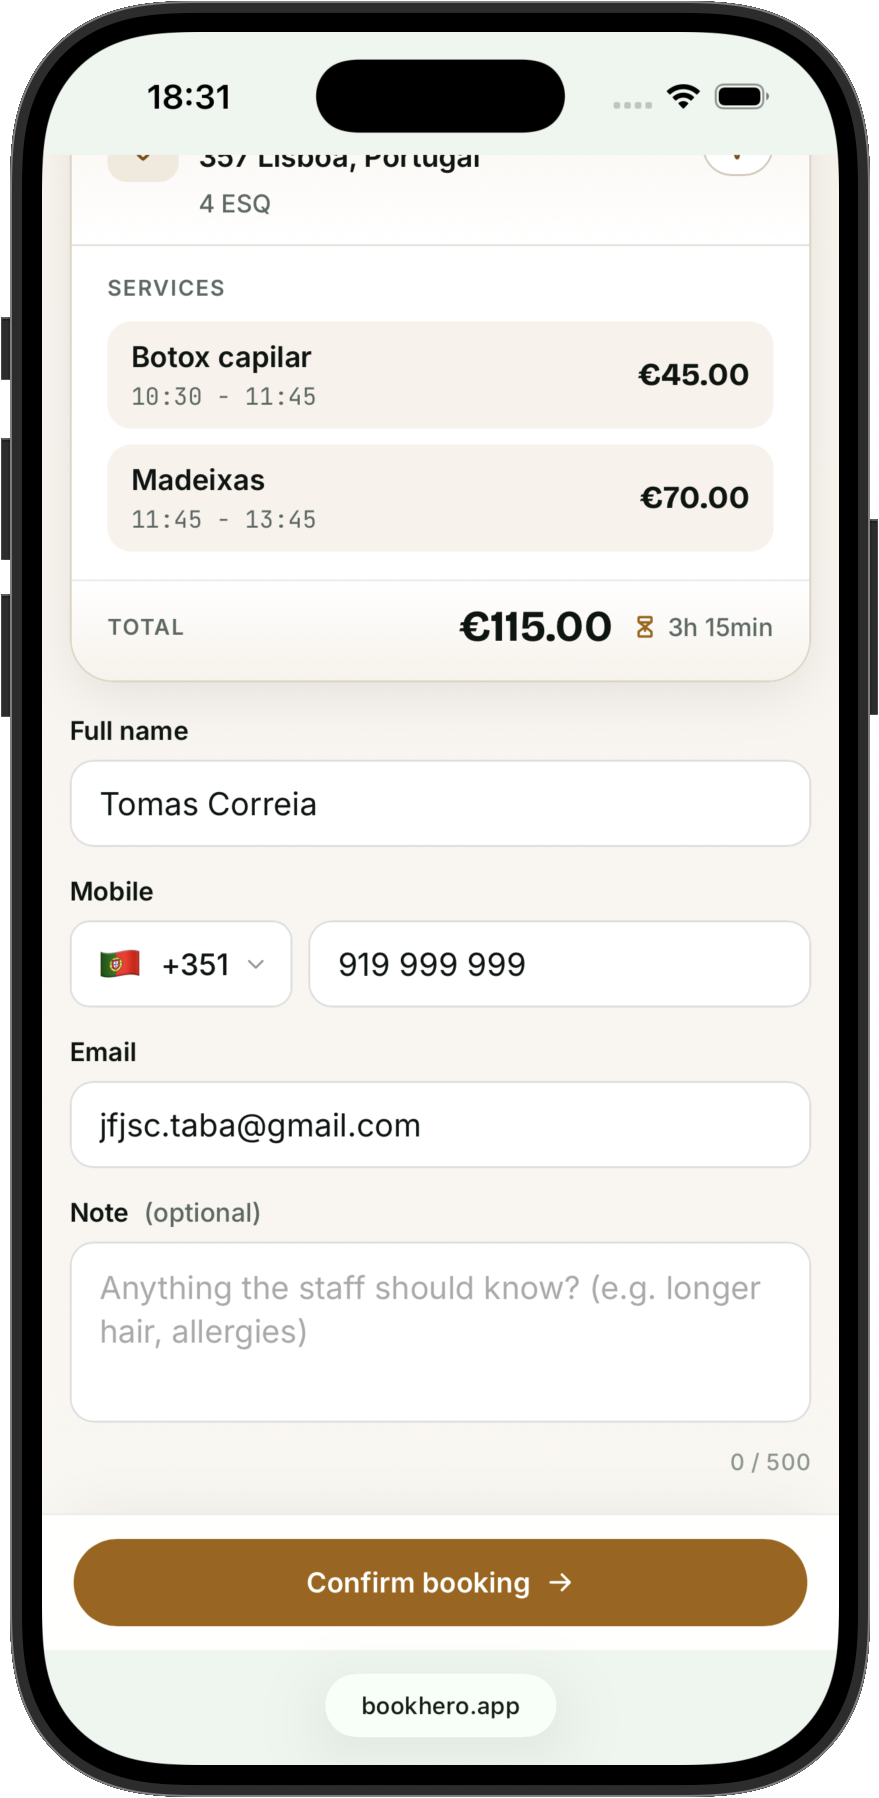 18:31
357 Lisboa, Portugal
4 ESQ
SERVICES
Botox capilar
10:30 - 11:45
€45.00
Madeixas
11:45 - 13:45
€70.00
TOTAL
€115.00
3h 15min
Full name
Tomas Correia
Mobile
+351
919 999 999
Email
jfjsc.taba@gmail.com
Note (optional)
Anything the staff should know? (e.g. longer
hair, allergies)
0 / 500
Confirm booking →
bookhero.app